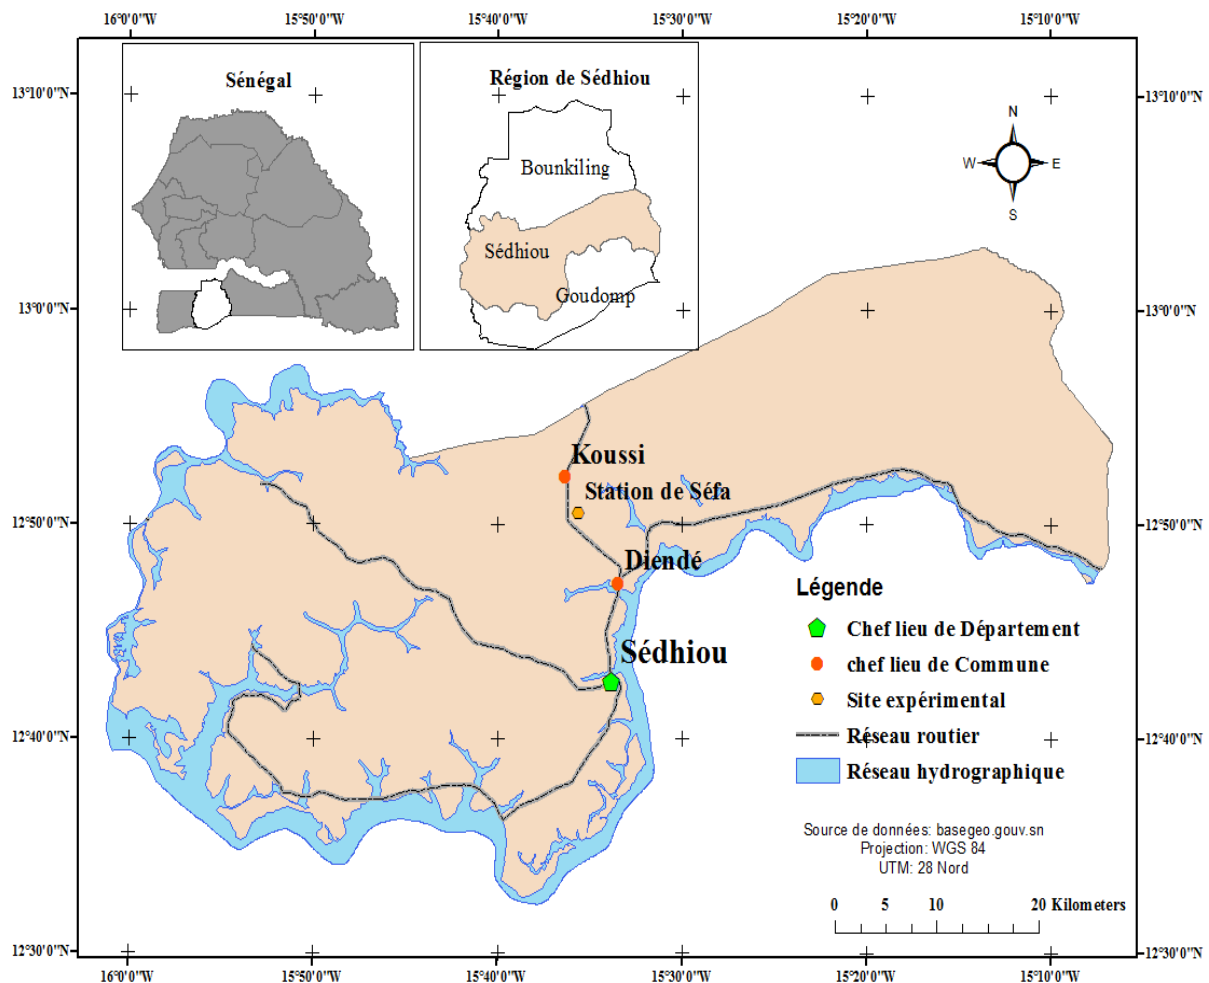 16°0'0"W 15°50'0"W 15°40'0"W 15°30'0"W 15°20'0"W 15°10'0"W
13°10'0"N
13°10'0"N
Sénégal
Région de Sédhiou
Bounkiling
Sédhiou
Goudomp
N
W
E
S
13°0'0"N
13°0'0"N
Koussi
Station de Séfa
12°50'0"N
12°50'0"N
Diendé
Sédhiou
Légende
Chef lieu de Département
chef lieu de Commune
Site expérimental
Réseau routier
Réseau hydrographique
12°40'0"N
12°40'0"N
Source de données: basegeo.gouv.sn
Projection: WGS 84
UTM: 28 Nord
0 5 10 20 Kilometers
12°30'0"N
12°30'0"N
16°0'0"W 15°50'0"W 15°40'0"W 15°30'0"W 15°20'0"W 15°10'0"W